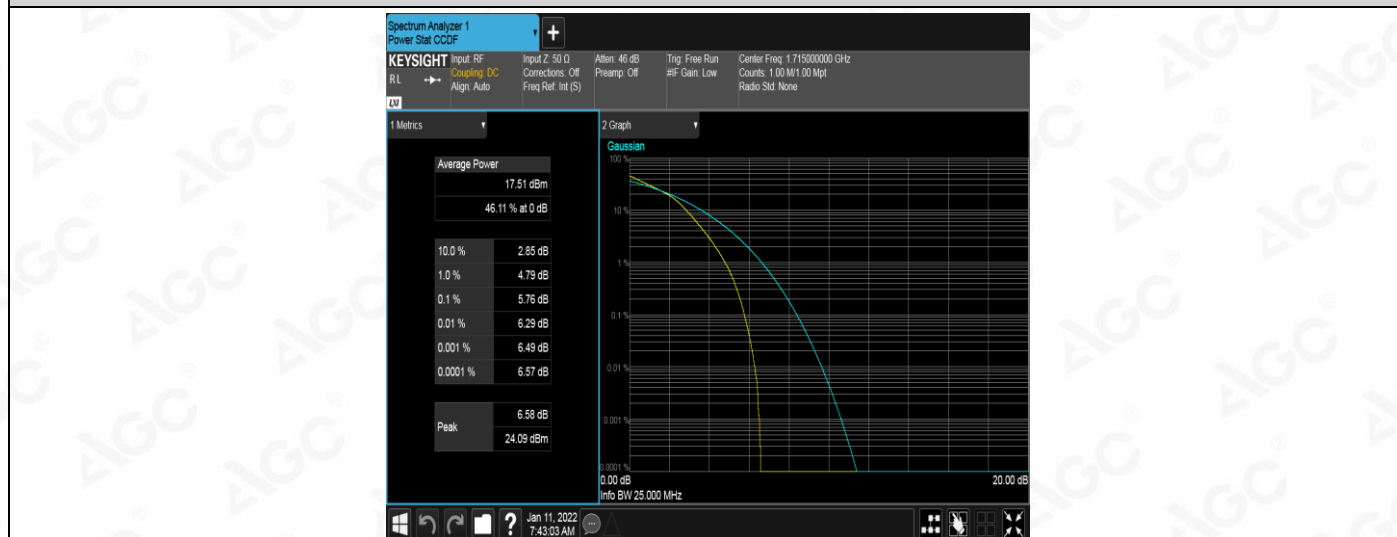 Spectrum Analyzer 1
Power Stat CCDF
+
KEYSIGHT
RL
LXI
Input: RF
Coupling: DC
Align: Auto
Input Z: 50 Ω
Corrections: Off
Freq Ref: Int (S)
Atten: 46 dB
Preamp: Off
Trig: Free Run
#IF Gain: Low
Center Freq: 1.715000000 GHz
Counts: 1.00 M/1.00 Mpt
Radio Std: None
1 Metrics
Average Power
17.51 dBm
46.11 % at 0 dB
10.0 % 2.85 dB
1.0 % 4.79 dB
0.1 % 5.76 dB
0.01 % 6.29 dB
0.001 % 6.49 dB
0.0001 % 6.57 dB
Peak
6.58 dB
24.09 dBm
2 Graph
Gaussian
100 %
10 %
1 %
0.1 %
0.01 %
0.001 %
0.0001 %
0.00 dB 20.00 dB
Info BW 25.000 MHz
?
Jan 11, 2022
7:43:03 AM
AGC